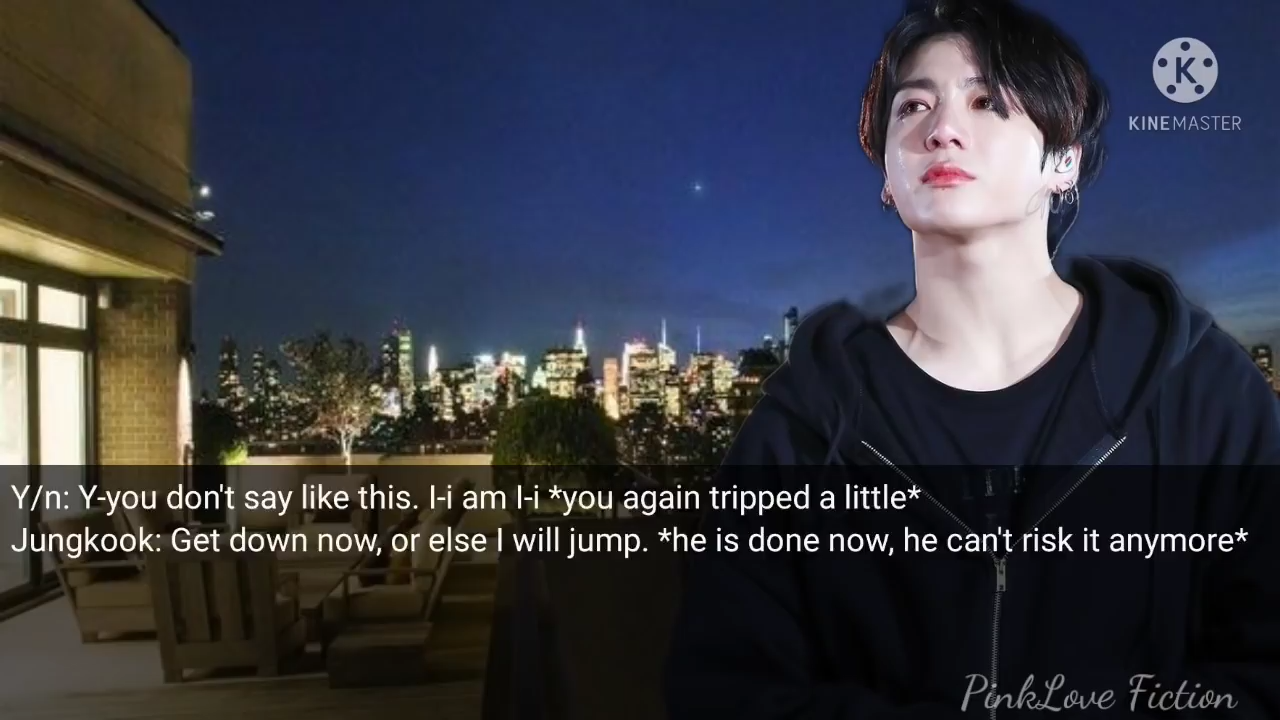 K
KINEMASTER
Y/n: Y-you don't say like this. I-i am I-i *you again tripped a little*
Jungkook: Get down now, or else I will jump. *he is done now, he can't risk it anymore*
PinkLove Fiction